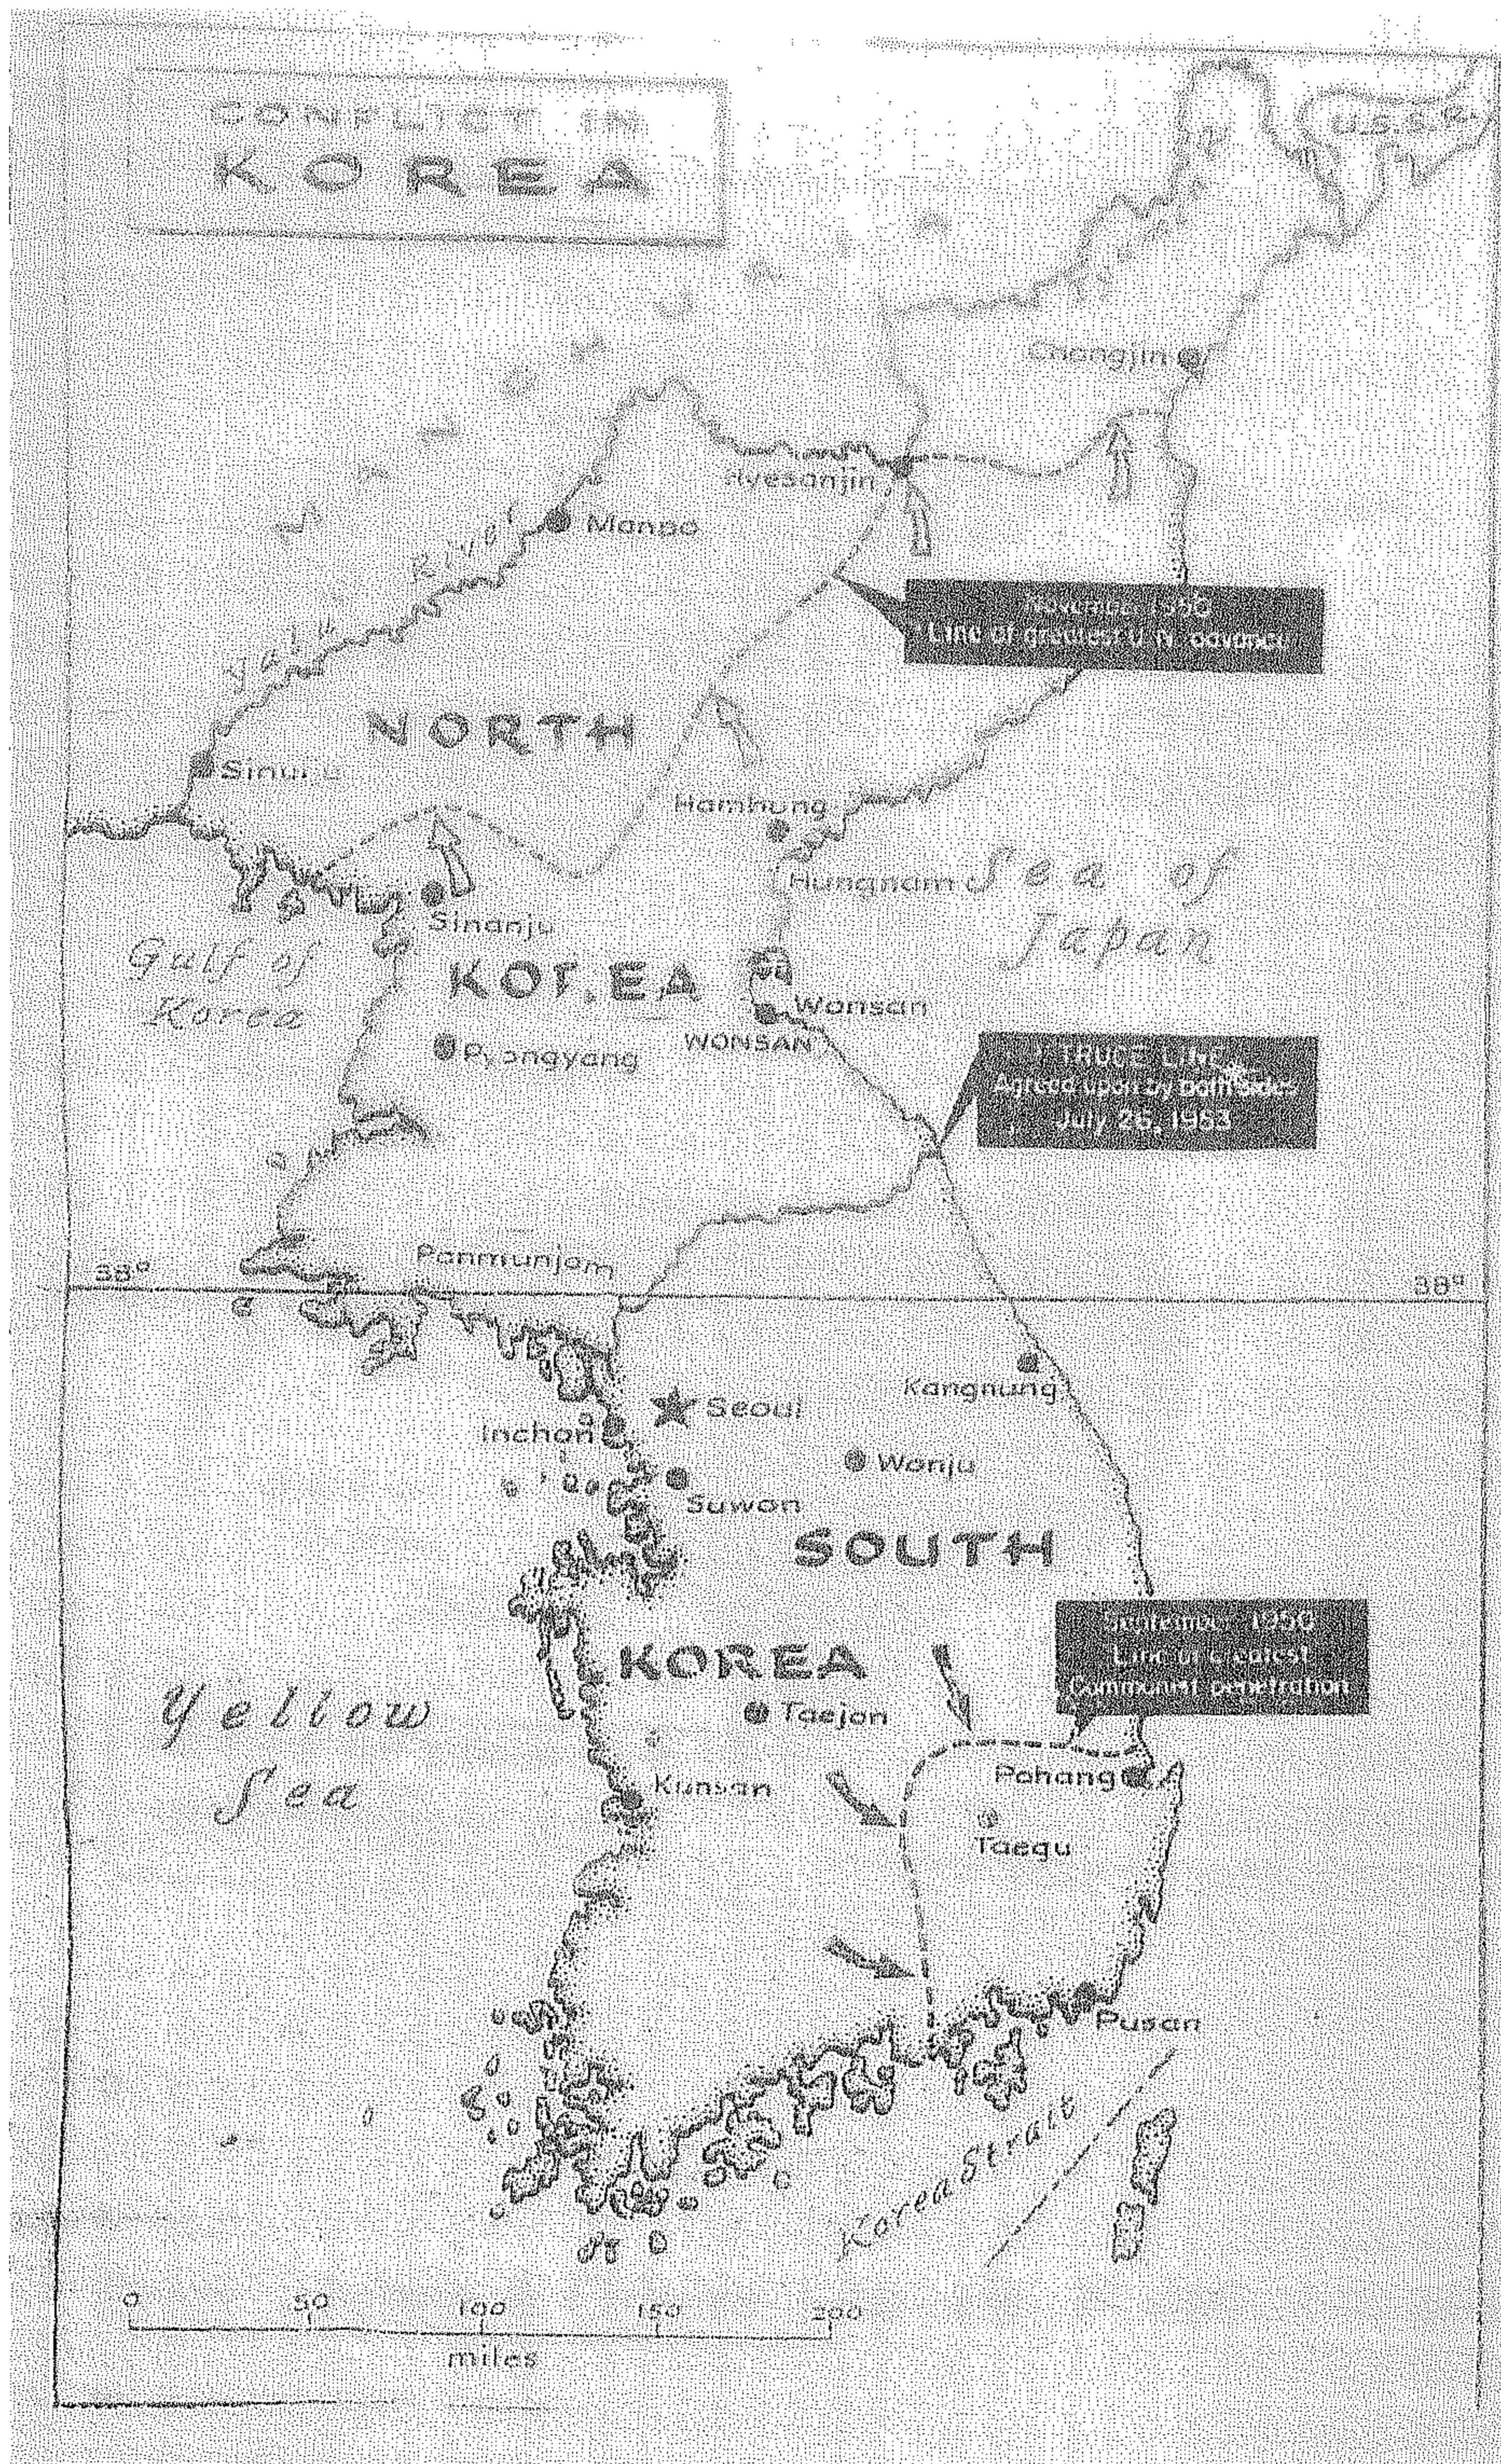 CONFLICT IN
KOREA
U.S.S.R.
Chongjin
Hyesanjin
Manpo
Yalu River
November 1950
Line of greatest U.N. advance
NORTH
Hamhung
Hungnam
Sea of
Japan
Sinanju
Gulf of
Korea
KOREA
Wonsan
WONSAN
Pyongyang
TRUCE LINE
Agreed upon by both sides
July 26, 1953
Panmunjom
38°
38°
Kangnung
Seoul
Inchon
Wonju
Suwon
SOUTH
September 1950
Line of greatest
Communist penetration
KOREA
Yellow
Sea
Taejon
Kunsan
Pohang
Taegu
Pusan
Korea Strait
0 50 100 150 200
miles